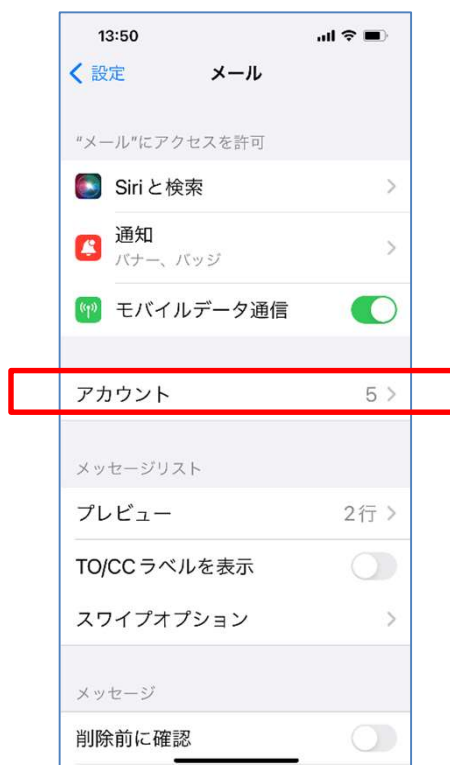 13:50
設定 メール
"メール"にアクセスを許可
Siriと検索
通知
バナー、バッジ
モバイルデータ通信
アカウント 5
メッセージリスト
プレビュー 2行
TO/CCラベルを表示
スワイプオプション
メッセージ
削除前に確認